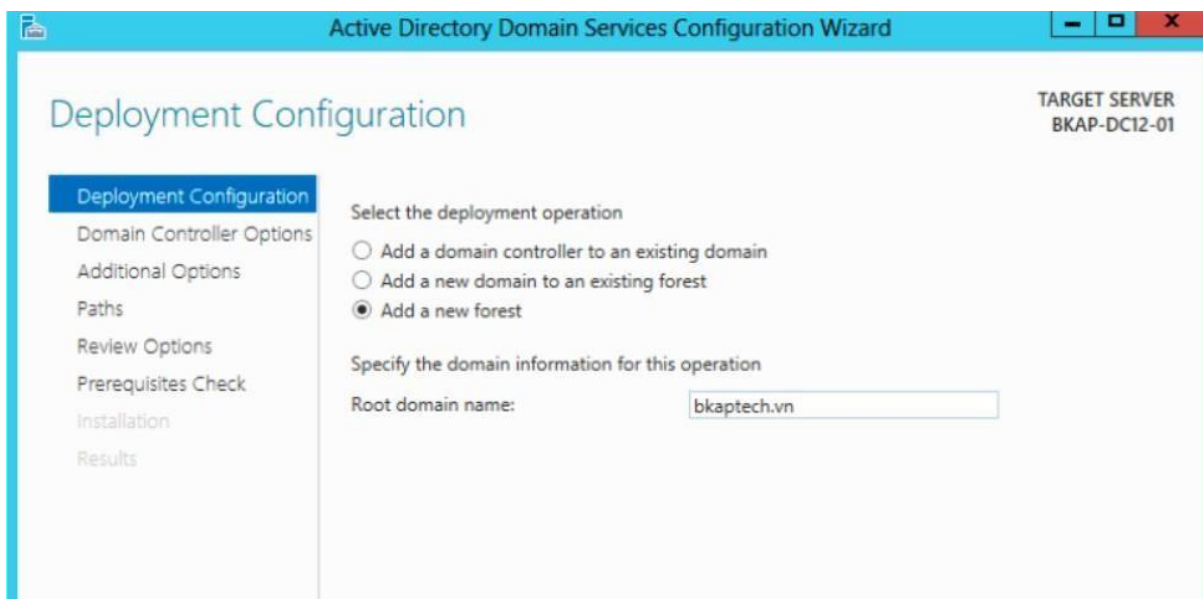 Active Directory Domain Services Configuration Wizard
Deployment Configuration
TARGET SERVER
BKAP-DC12-01
Deployment Configuration
Domain Controller Options
Additional Options
Paths
Review Options
Prerequisites Check
Installation
Results
Select the deployment operation
Add a domain controller to an existing domain
Add a new domain to an existing forest
Add a new forest
Specify the domain information for this operation
Root domain name: bkaptech.vn